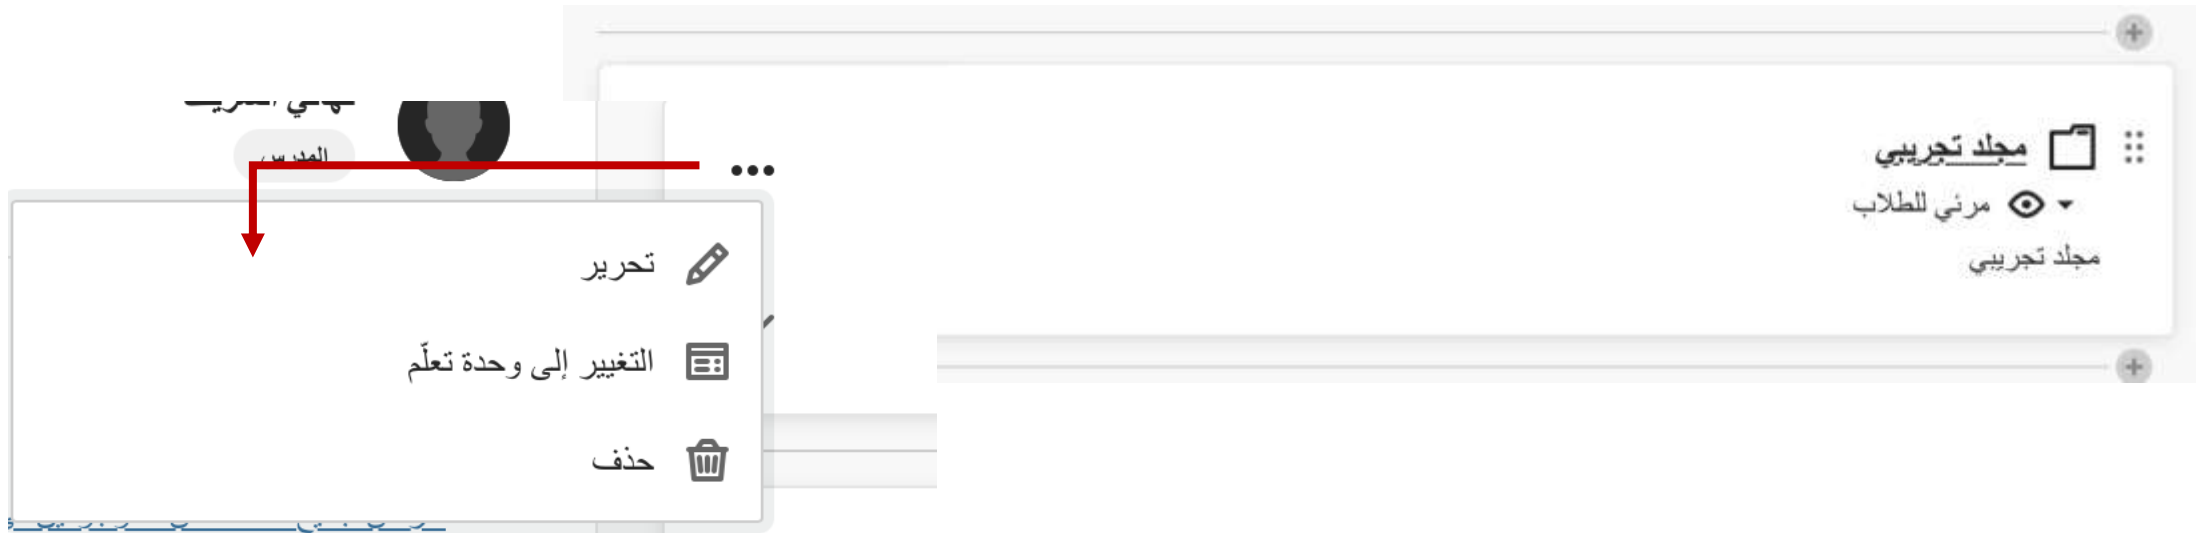 مجلد تجريبي
مرئي للطلاب
مجلد تجريبي
المدرس
تحرير
التغيير إلى وحدة تعلّم
حذف